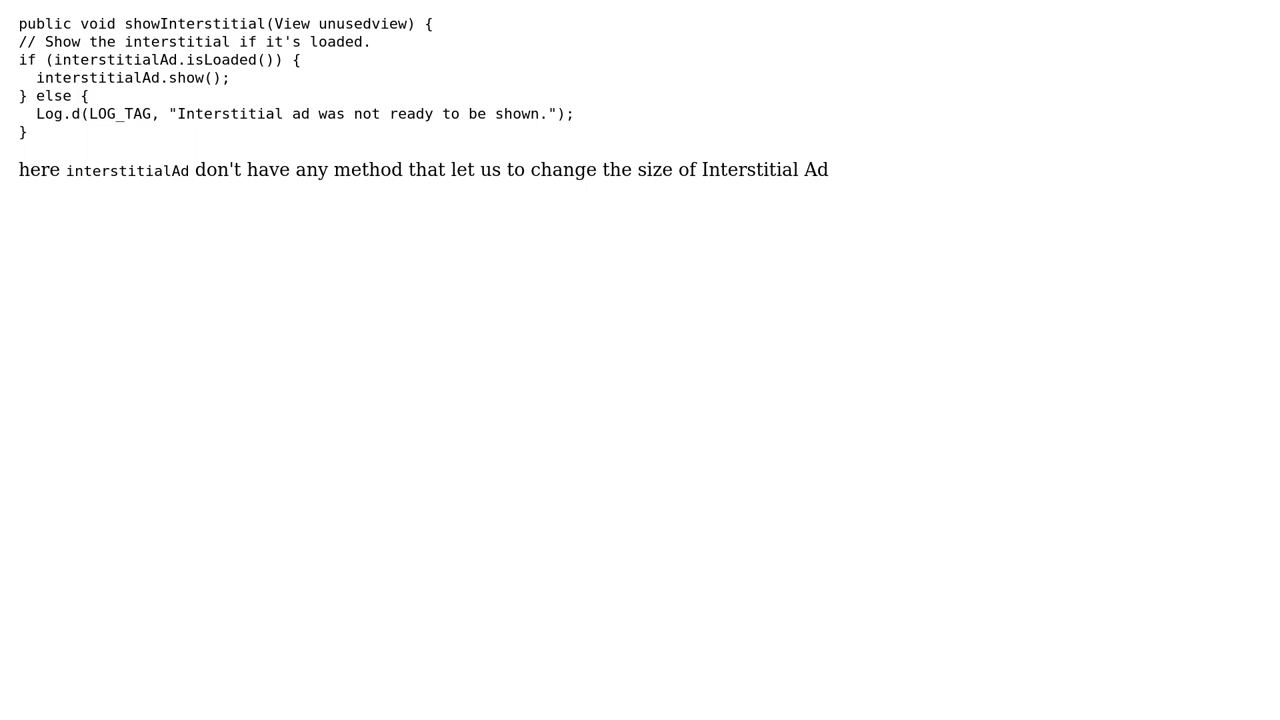 public void showInterstitial(View unusedview) {
// Show the interstitial if it's loaded.
if (interstitialAd.isLoaded()) {
  interstitialAd.show();
} else {
  Log.d(LOG_TAG, "Interstitial ad was not ready to be shown.");
}
here interstitialAd don't have any method that let us to change the size of Interstitial Ad